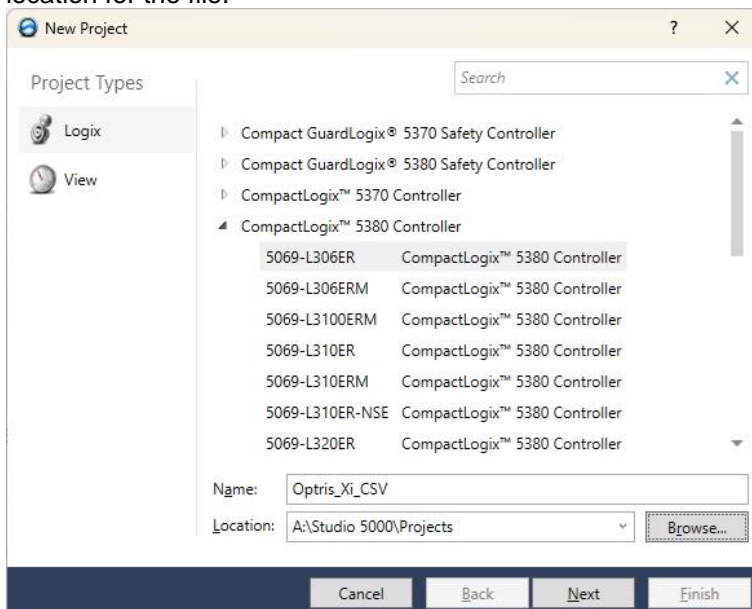 location for the file.
New Project
?
Project Types
Search
Logix
View
Compact GuardLogix® 5370 Safety Controller
Compact GuardLogix® 5380 Safety Controller
CompactLogix™ 5370 Controller
CompactLogix™ 5380 Controller
5069-L306ER CompactLogix™ 5380 Controller
5069-L306ERM CompactLogix™ 5380 Controller
5069-L3100ERM CompactLogix™ 5380 Controller
5069-L310ER CompactLogix™ 5380 Controller
5069-L310ERM CompactLogix™ 5380 Controller
5069-L310ER-NSE CompactLogix™ 5380 Controller
5069-L320ER CompactLogix™ 5380 Controller
Name: Optris_Xi_CSV
Location: A:\Studio 5000\Projects Browse...
Cancel Back Next Finish